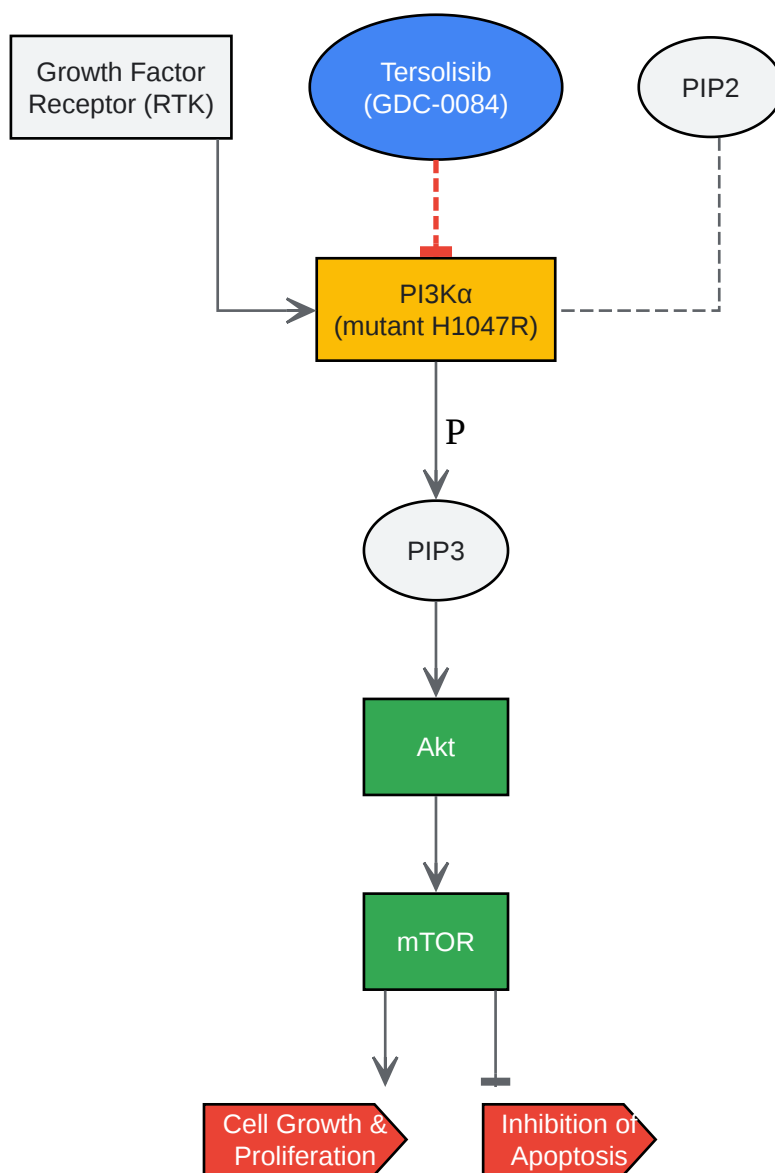 Growth Factor
Receptor (RTK)
Tersolisib
(GDC-0084)
PIP2
PI3Kα
(mutant H1047R)
P
PIP3
Akt
mTOR
Cell Growth &
Proliferation
Inhibition of
Apoptosis